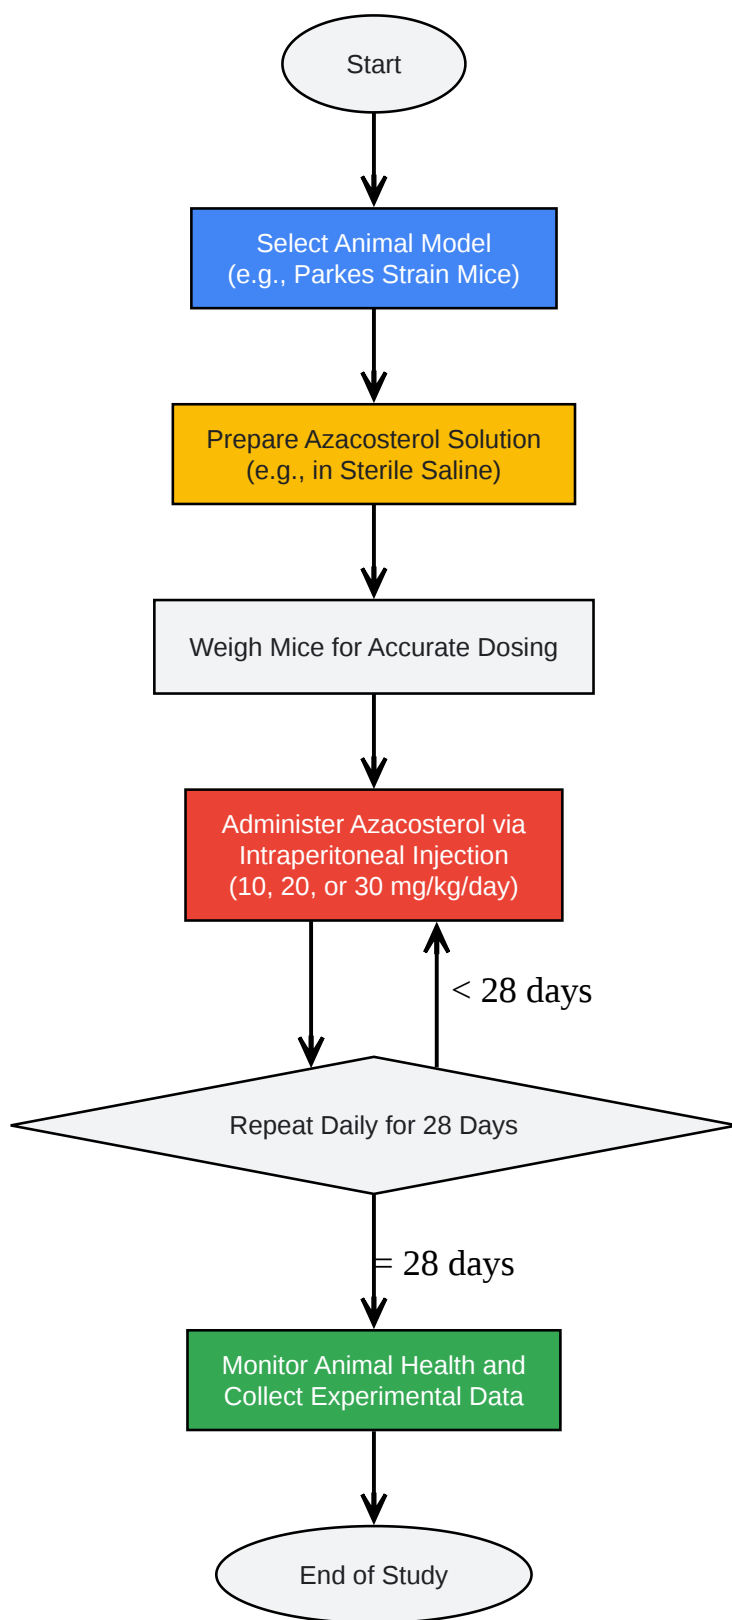 Start
Select Animal Model
(e.g., Parkes Strain Mice)
Prepare Azacosterol Solution
(e.g., in Sterile Saline)
Weigh Mice for Accurate Dosing
Administer Azacosterol via
Intraperitoneal Injection
(10, 20, or 30 mg/kg/day)
< 28 days
Repeat Daily for 28 Days
= 28 days
Monitor Animal Health and
Collect Experimental Data
End of Study